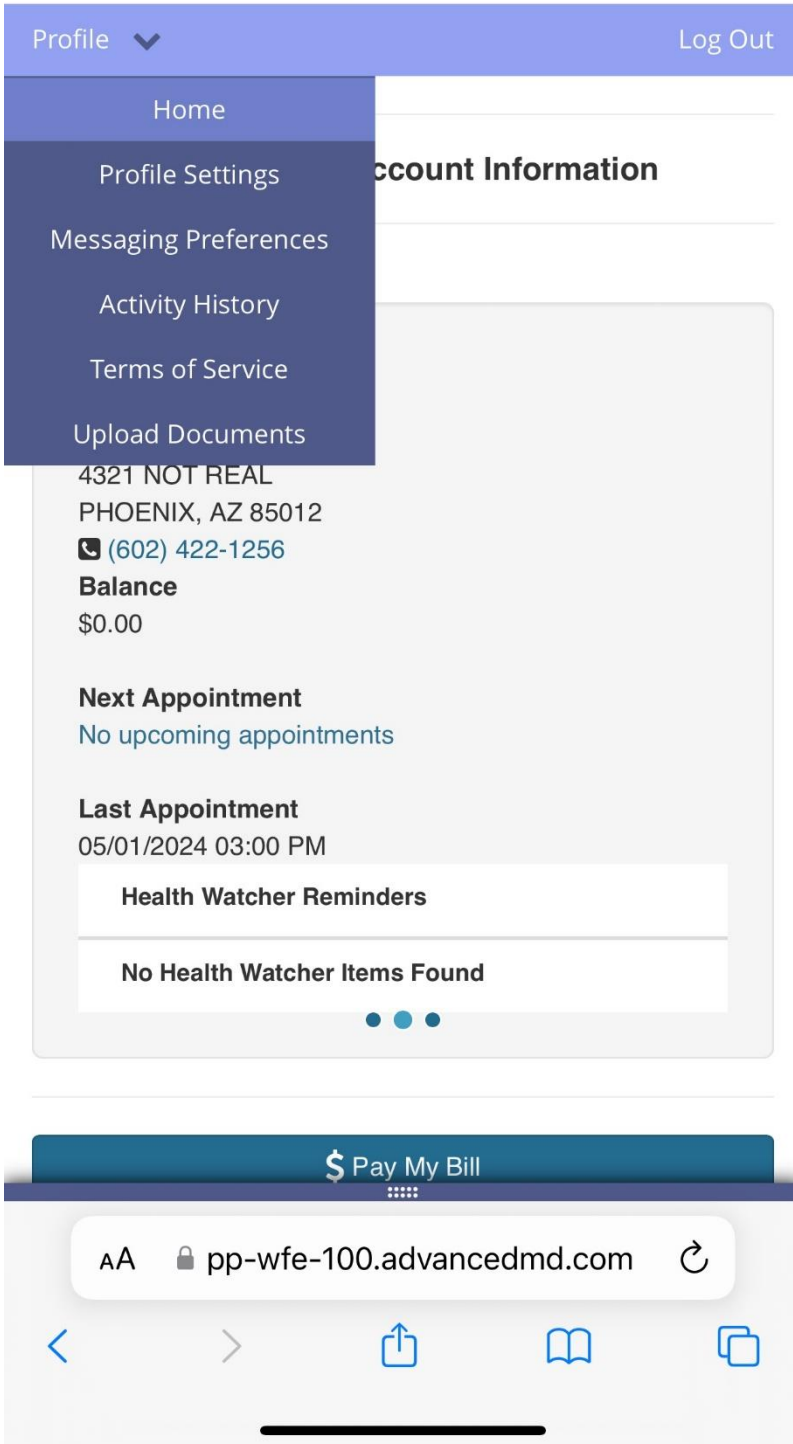 Profile
Log Out
Home
Profile Settings
Messaging Preferences
Activity History
Terms of Service
Upload Documents
ccount Information
4321 NOT REAL
PHOENIX, AZ 85012
(602) 422-1256
Balance
$0.00
Next Appointment
No upcoming appointments
Last Appointment
05/01/2024 03:00 PM
Health Watcher Reminders
No Health Watcher Items Found
$ Pay My Bill
AA pp-wfe-100.advancedmd.com